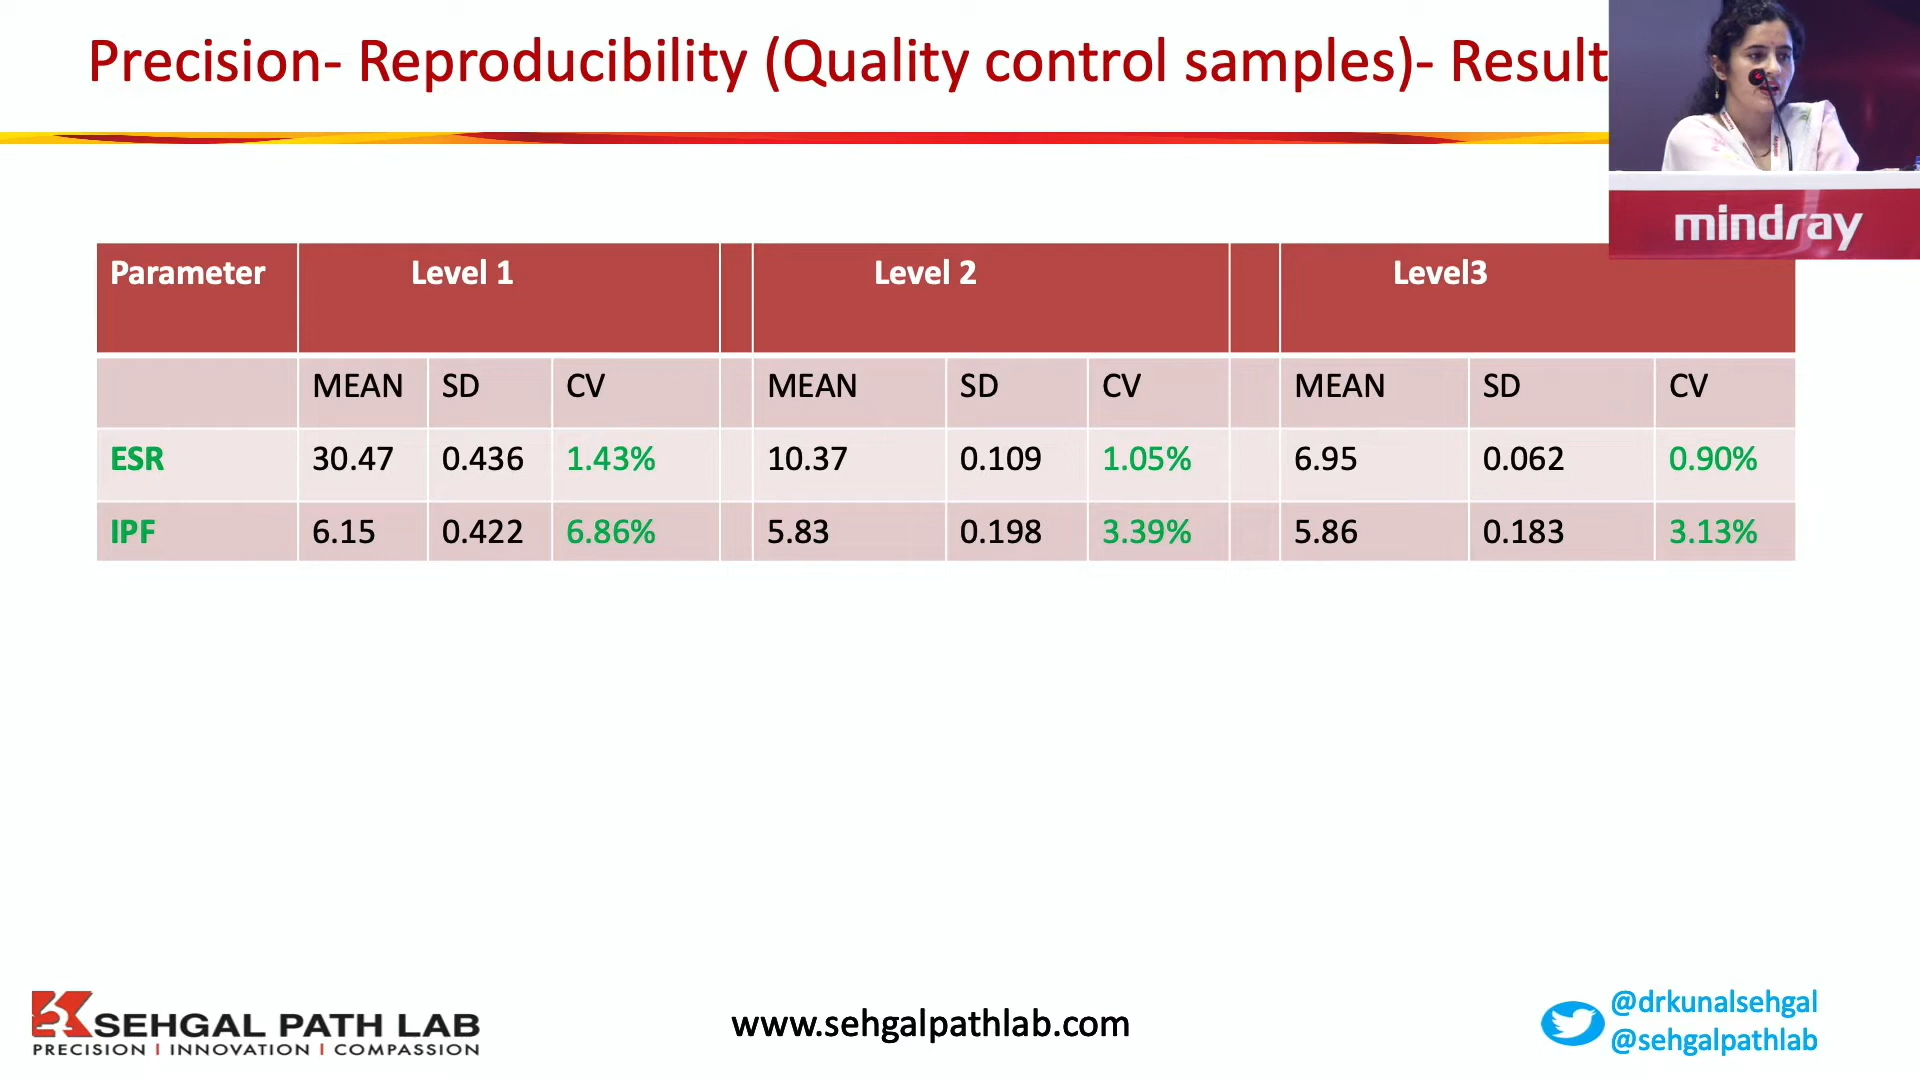 Precision- Reproducibility (Quality control samples)- Result
mindray
Parameter Level 1 Level 2 Level3
MEAN SD CV MEAN SD CV MEAN SD CV
ESR 30.47 0.436 1.43% 10.37 0.109 1.05% 6.95 0.062 0.90%
IPF 6.15 0.422 6.86% 5.83 0.198 3.39% 5.86 0.183 3.13%
SEHGAL PATH LAB
PRECISION I INNOVATION I COMPASSION
www.sehgalpathlab.com
@drkunalsehgal
@sehgalpathlab